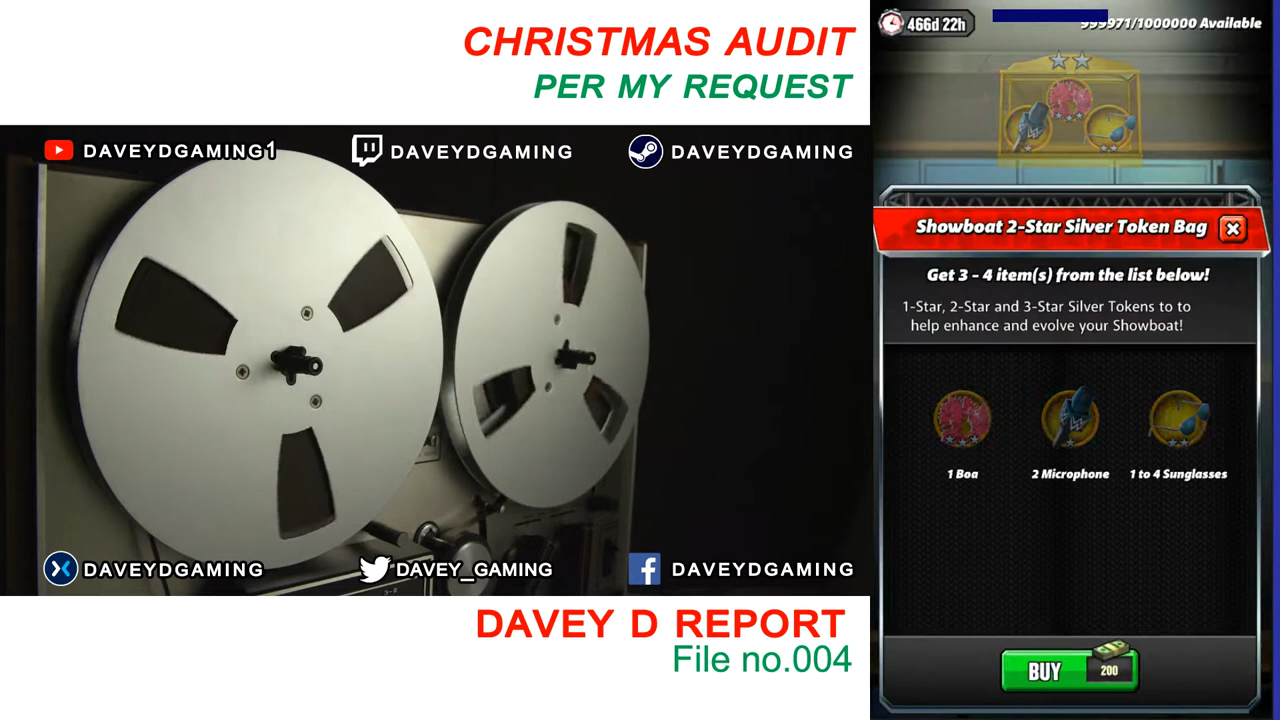 CHRISTMAS AUDIT
PER MY REQUEST
DAVEYDGAMING1
DAVEYDGAMING
DAVEYDGAMING
DAVEYDGAMING
DAVEY_GAMING
DAVEYDGAMING
DAVEY D REPORT
File no.004
466d 22h
999971/1000000 Available
Showboat 2-Star Silver Token Bag
Get 3 - 4 item(s) from the list below!
1-Star, 2-Star and 3-Star Silver Tokens to to
help enhance and evolve your Showboat!
1 Boa
2 Microphone
1 to 4 Sunglasses
BUY
200